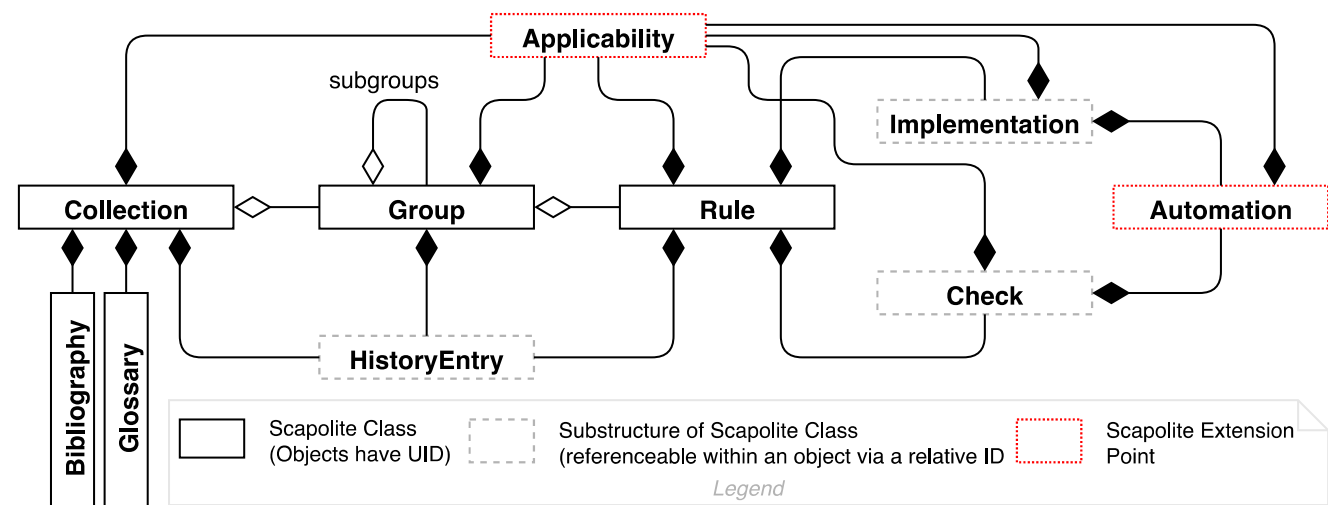 Applicability
subgroups
Implementation
Collection
Group
Rule
Automation
Check
HistoryEntry
Bibliography
Glossary
Scapolite Class
(Objects have UID)
Substructure of Scapolite Class
(referenceable within an object via a relative ID
Scapolite Extension
Point
Legend